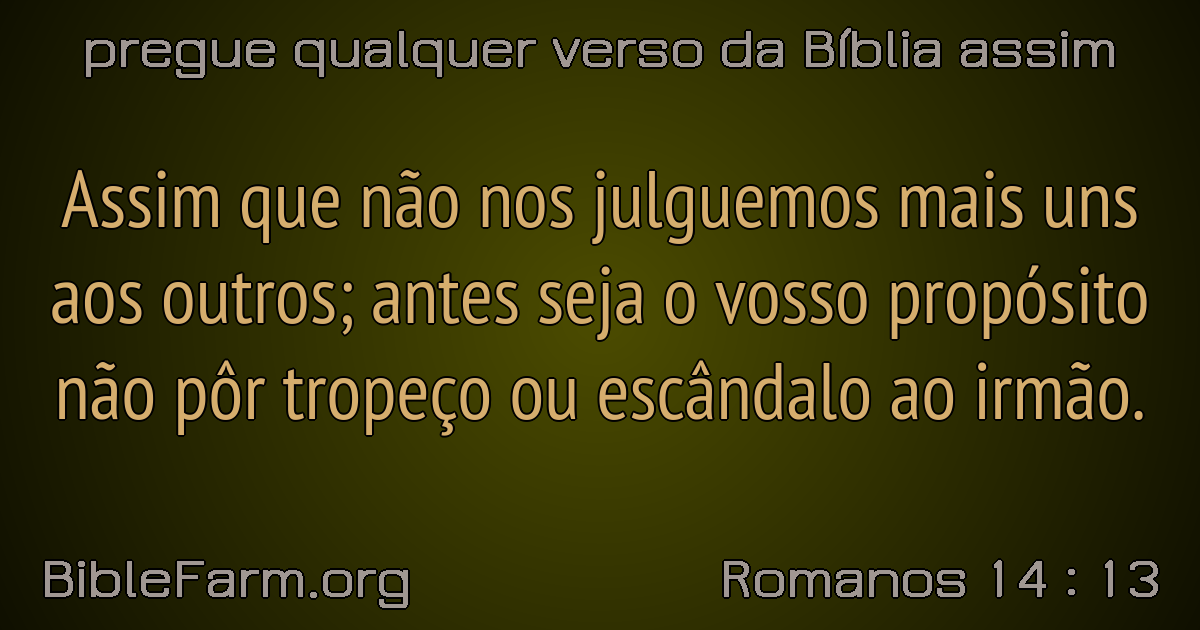 pregue qualquer verso da Bíblia assim
Assim que não nos julguemos mais uns
aos outros; antes seja o vosso propósito
não pôr tropeço ou escândalo ao irmão.
BibleFarm.org
Romanos 14 : 13